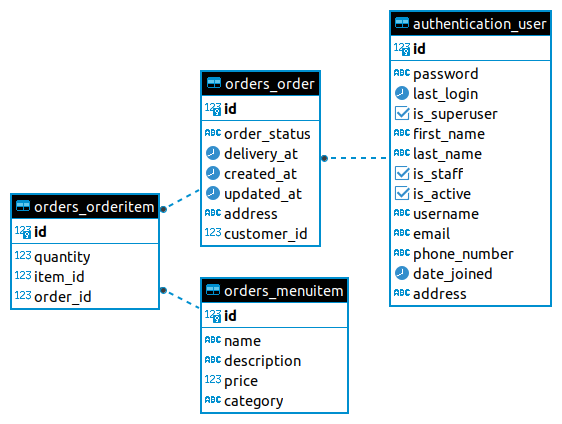 authentication_user
id
password
last_login
is_superuser
first_name
last_name
is_staff
is_active
username
email
phone_number
date_joined
address
orders_order
id
order_status
delivery_at
created_at
updated_at
address
customer_id
orders_orderitem
id
quantity
item_id
order_id
orders_menuitem
id
name
description
price
category